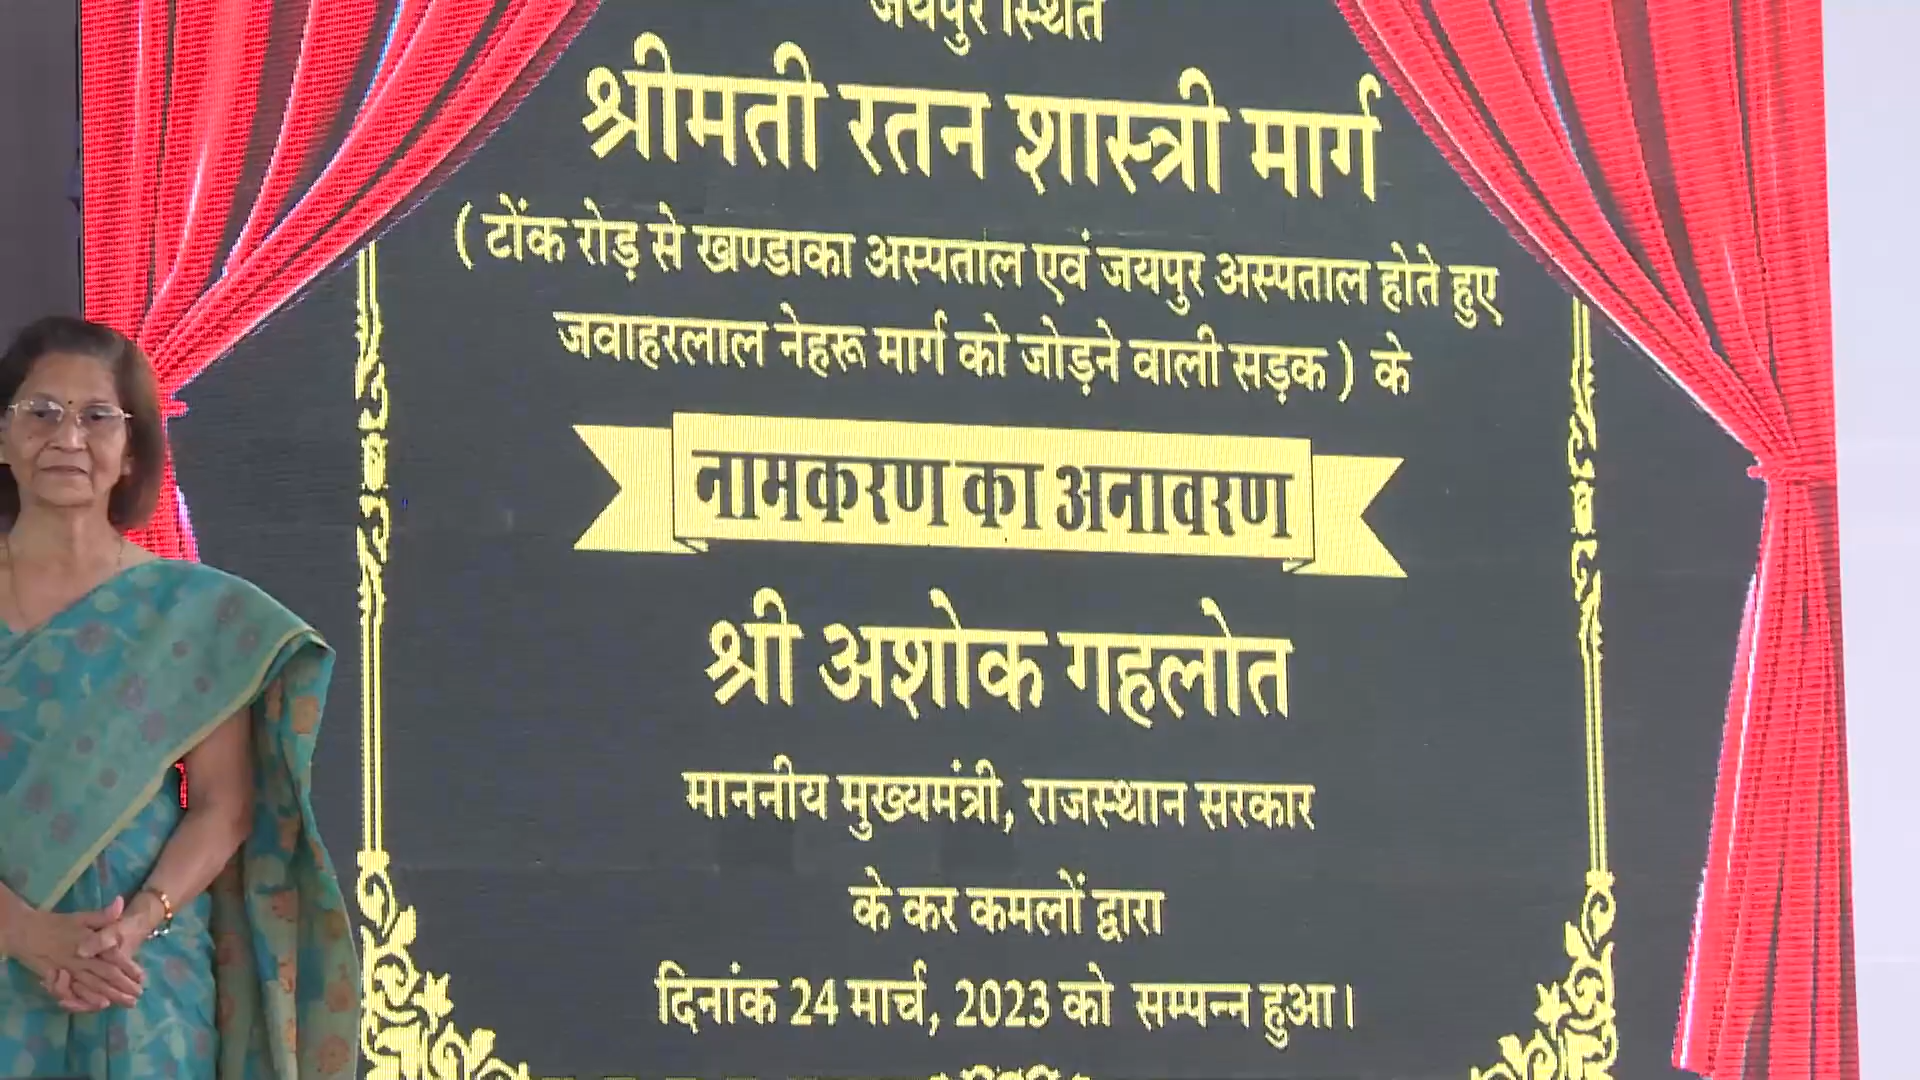 जयपुर स्थित
श्रीमती रतन शास्त्री मार्ग
( टोंक रोड़ से खण्डाका अस्पताल एवं जयपुर अस्पताल होते हुए
जवाहरलाल नेहरू मार्ग को जोड़ने वाली सड़क ) के
नामकरण का अनावरण
श्री अशोक गहलोत
माननीय मुख्यमंत्री, राजस्थान सरकार
के कर कमलों द्वारा
दिनांक 24 मार्च, 2023 को सम्पन्न हुआ।